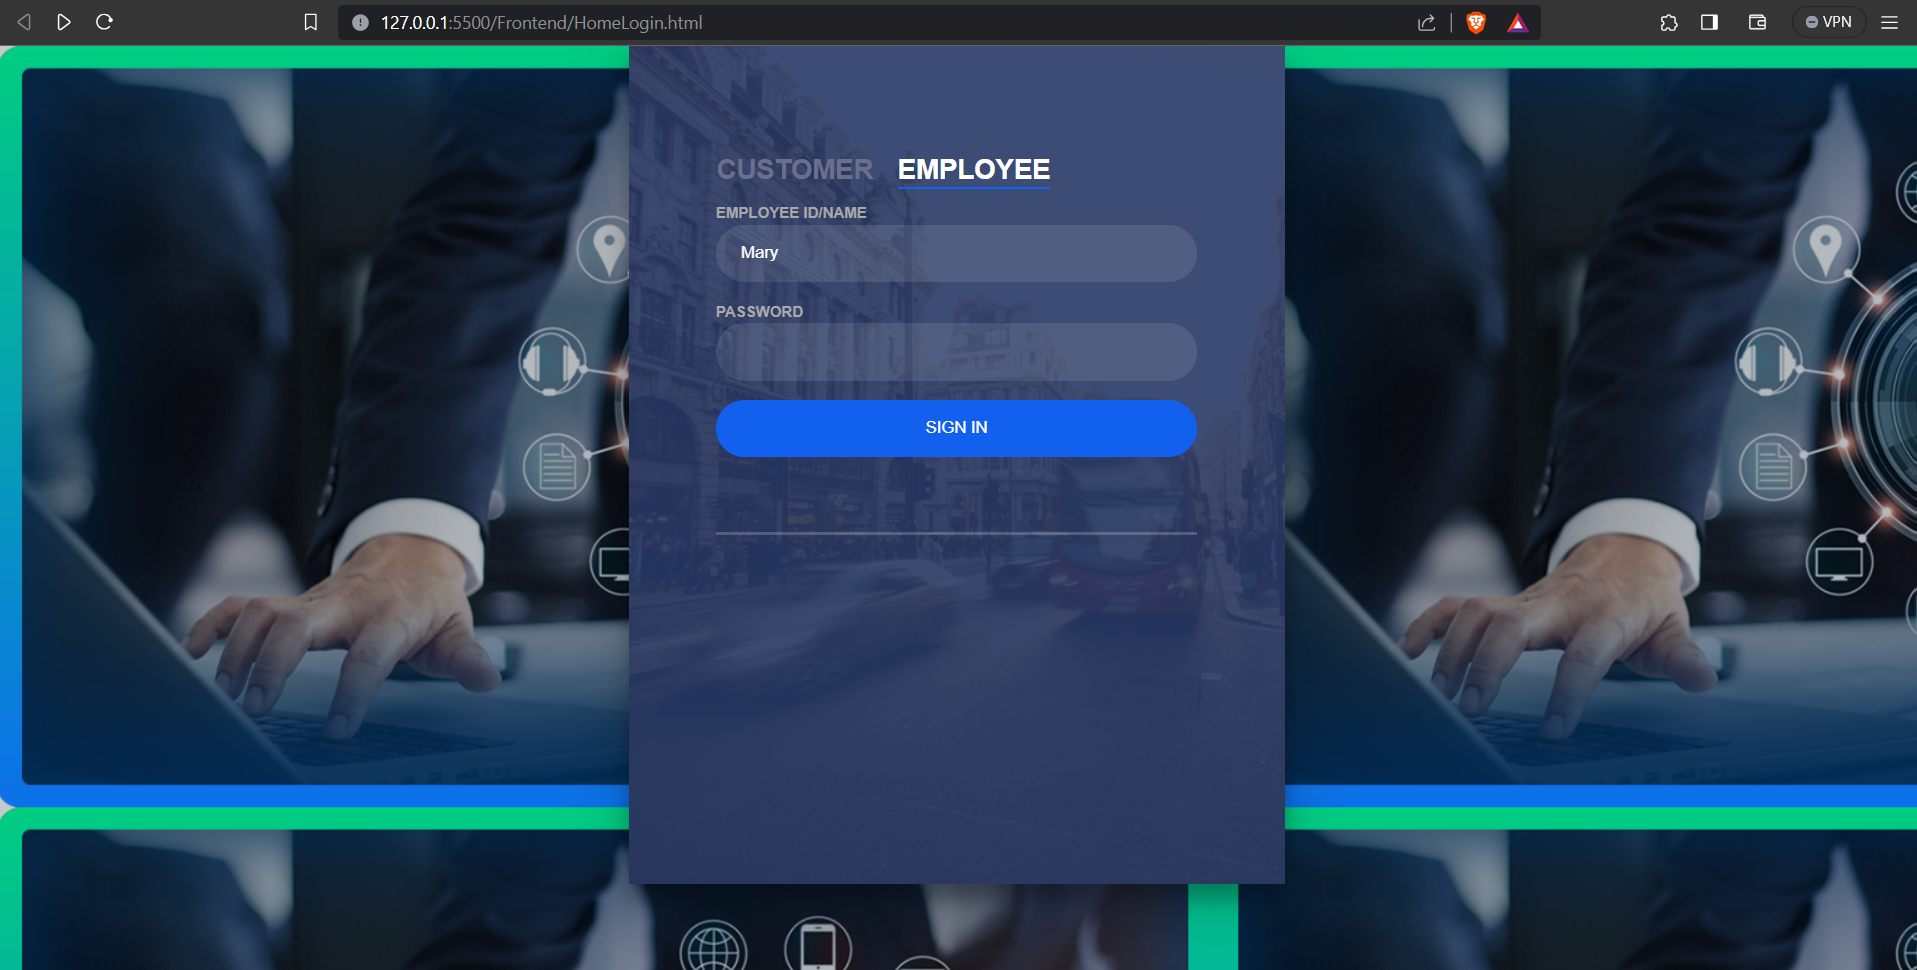 127.0.0.1:5500/Frontend/HomeLogin.html
VPN
CUSTOMER EMPLOYEE
EMPLOYEE ID/NAME
Mary
PASSWORD
SIGN IN